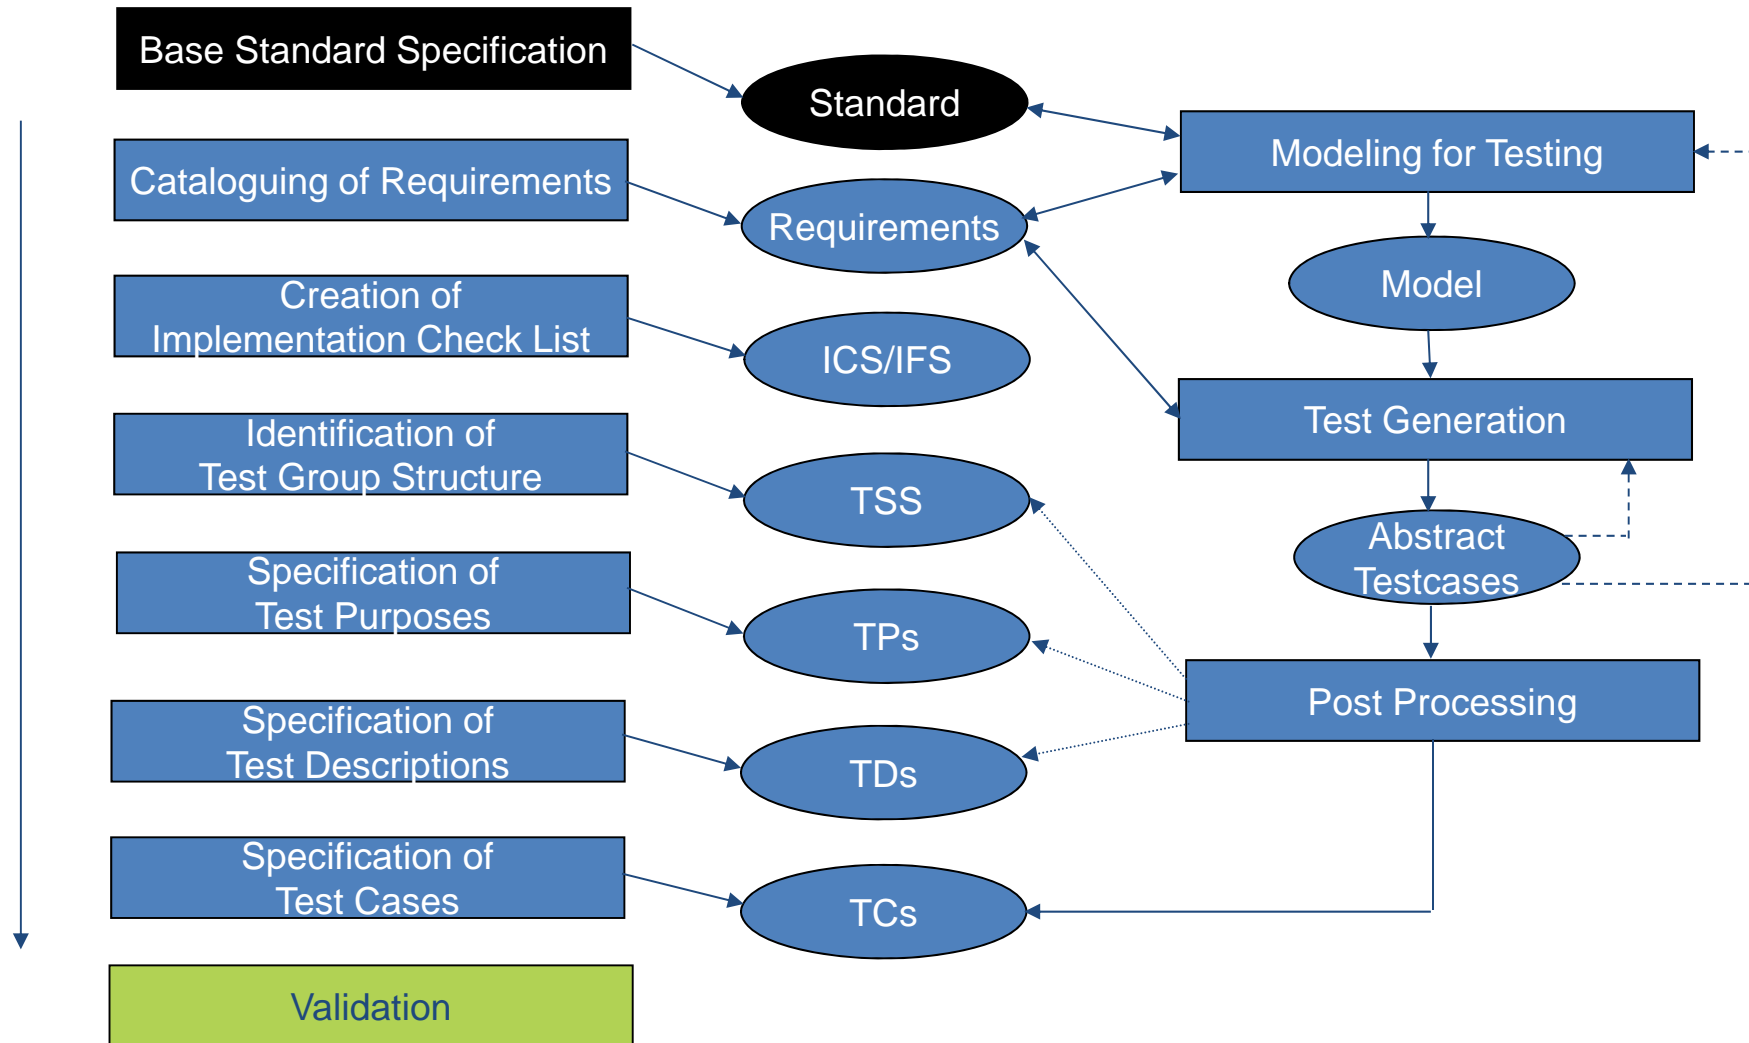 Base Standard Specification
Standard
Modeling for Testing
Cataloguing of Requirements
Requirements
Model
Creation of
Implementation Check List
ICS/IFS
Test Generation
Identification of
Test Group Structure
TSS
Abstract
Testcases
Specification of
Test Purposes
TPs
Post Processing
Specification of
Test Descriptions
TDs
Specification of
Test Cases
TCs
Validation